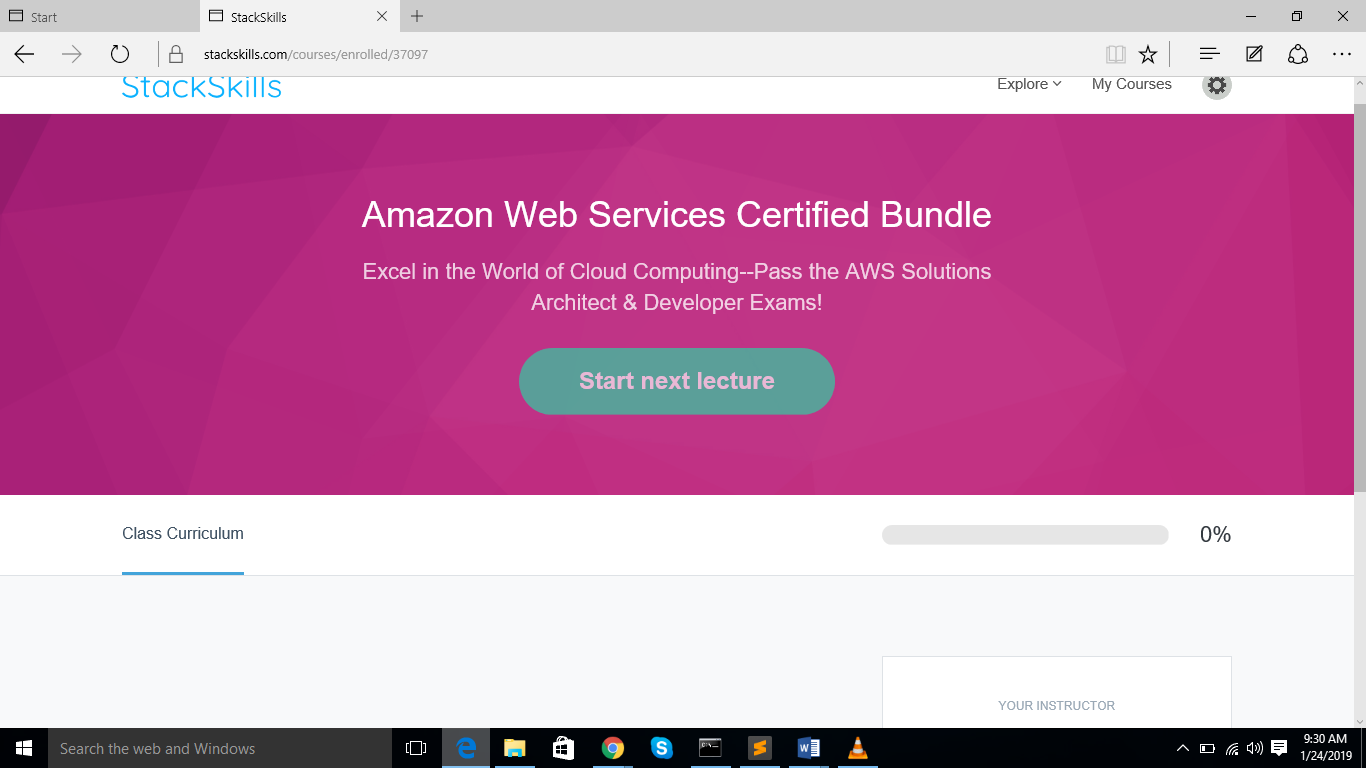 Start
StackSkills
stackskills.com/courses/enrolled/37097
StackSkills
Explore
My Courses
Amazon Web Services Certified Bundle
Excel in the World of Cloud Computing--Pass the AWS Solutions
Architect & Developer Exams!
Start next lecture
Class Curriculum
0%
YOUR INSTRUCTOR
Search the web and Windows
9:30 AM
1/24/2019